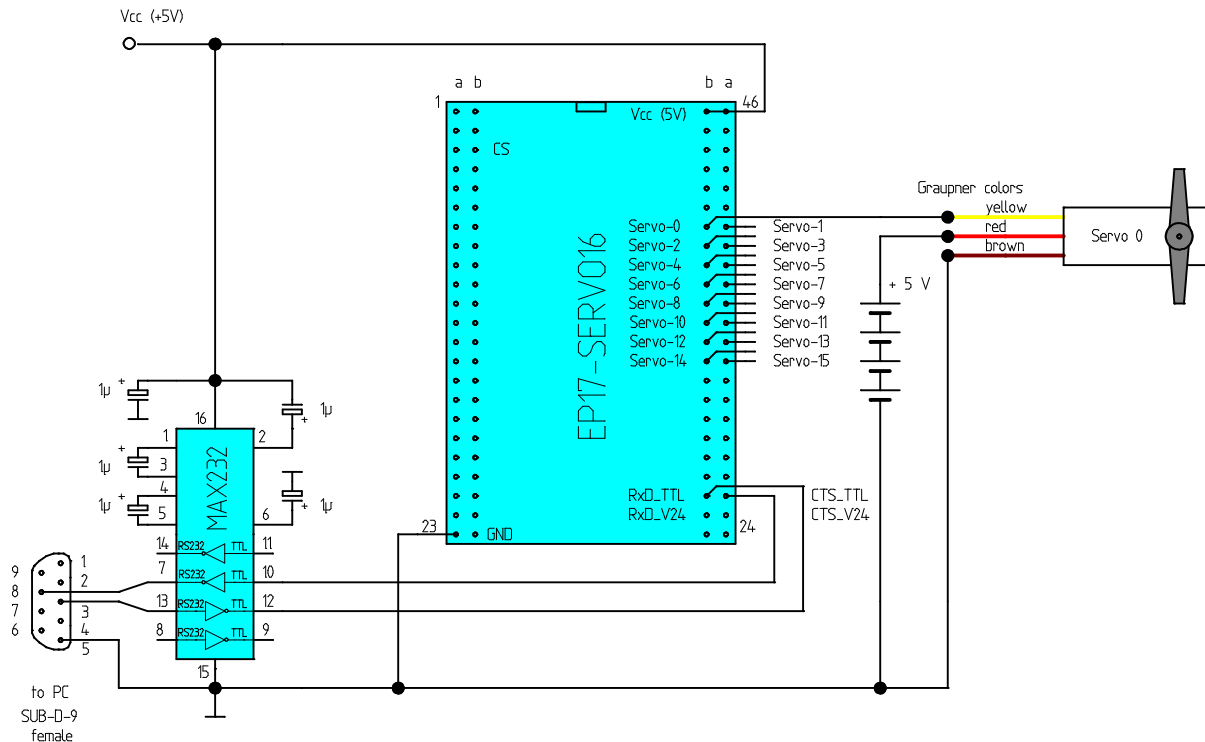 Vcc (+5V)
a b
b a
1
Vcc (5V)
46
CS
Graupner colors
yellow
red
brown
Servo 0
+ 5 V
Servo-0
Servo-1
Servo-2
Servo-3
Servo-4
Servo-5
Servo-6
Servo-7
Servo-8
Servo-9
Servo-10
Servo-11
Servo-12
Servo-13
Servo-14
Servo-15
EP17-SERVO16
RxD_TTL
CTS_TTL
RxD_V24
CTS_V24
23
GND
24
1µ +
+ 1µ
16
1
2
+
1µ
3
4
+
1µ
5
+
1µ
6
MAX232
14 RS232 TTL 11
7 RS232 TTL 10
13 RS232 TTL 12
8 RS232 TTL 9
15
1
9
2
8
3
7
4
6
5
to PC
SUB-D-9
female